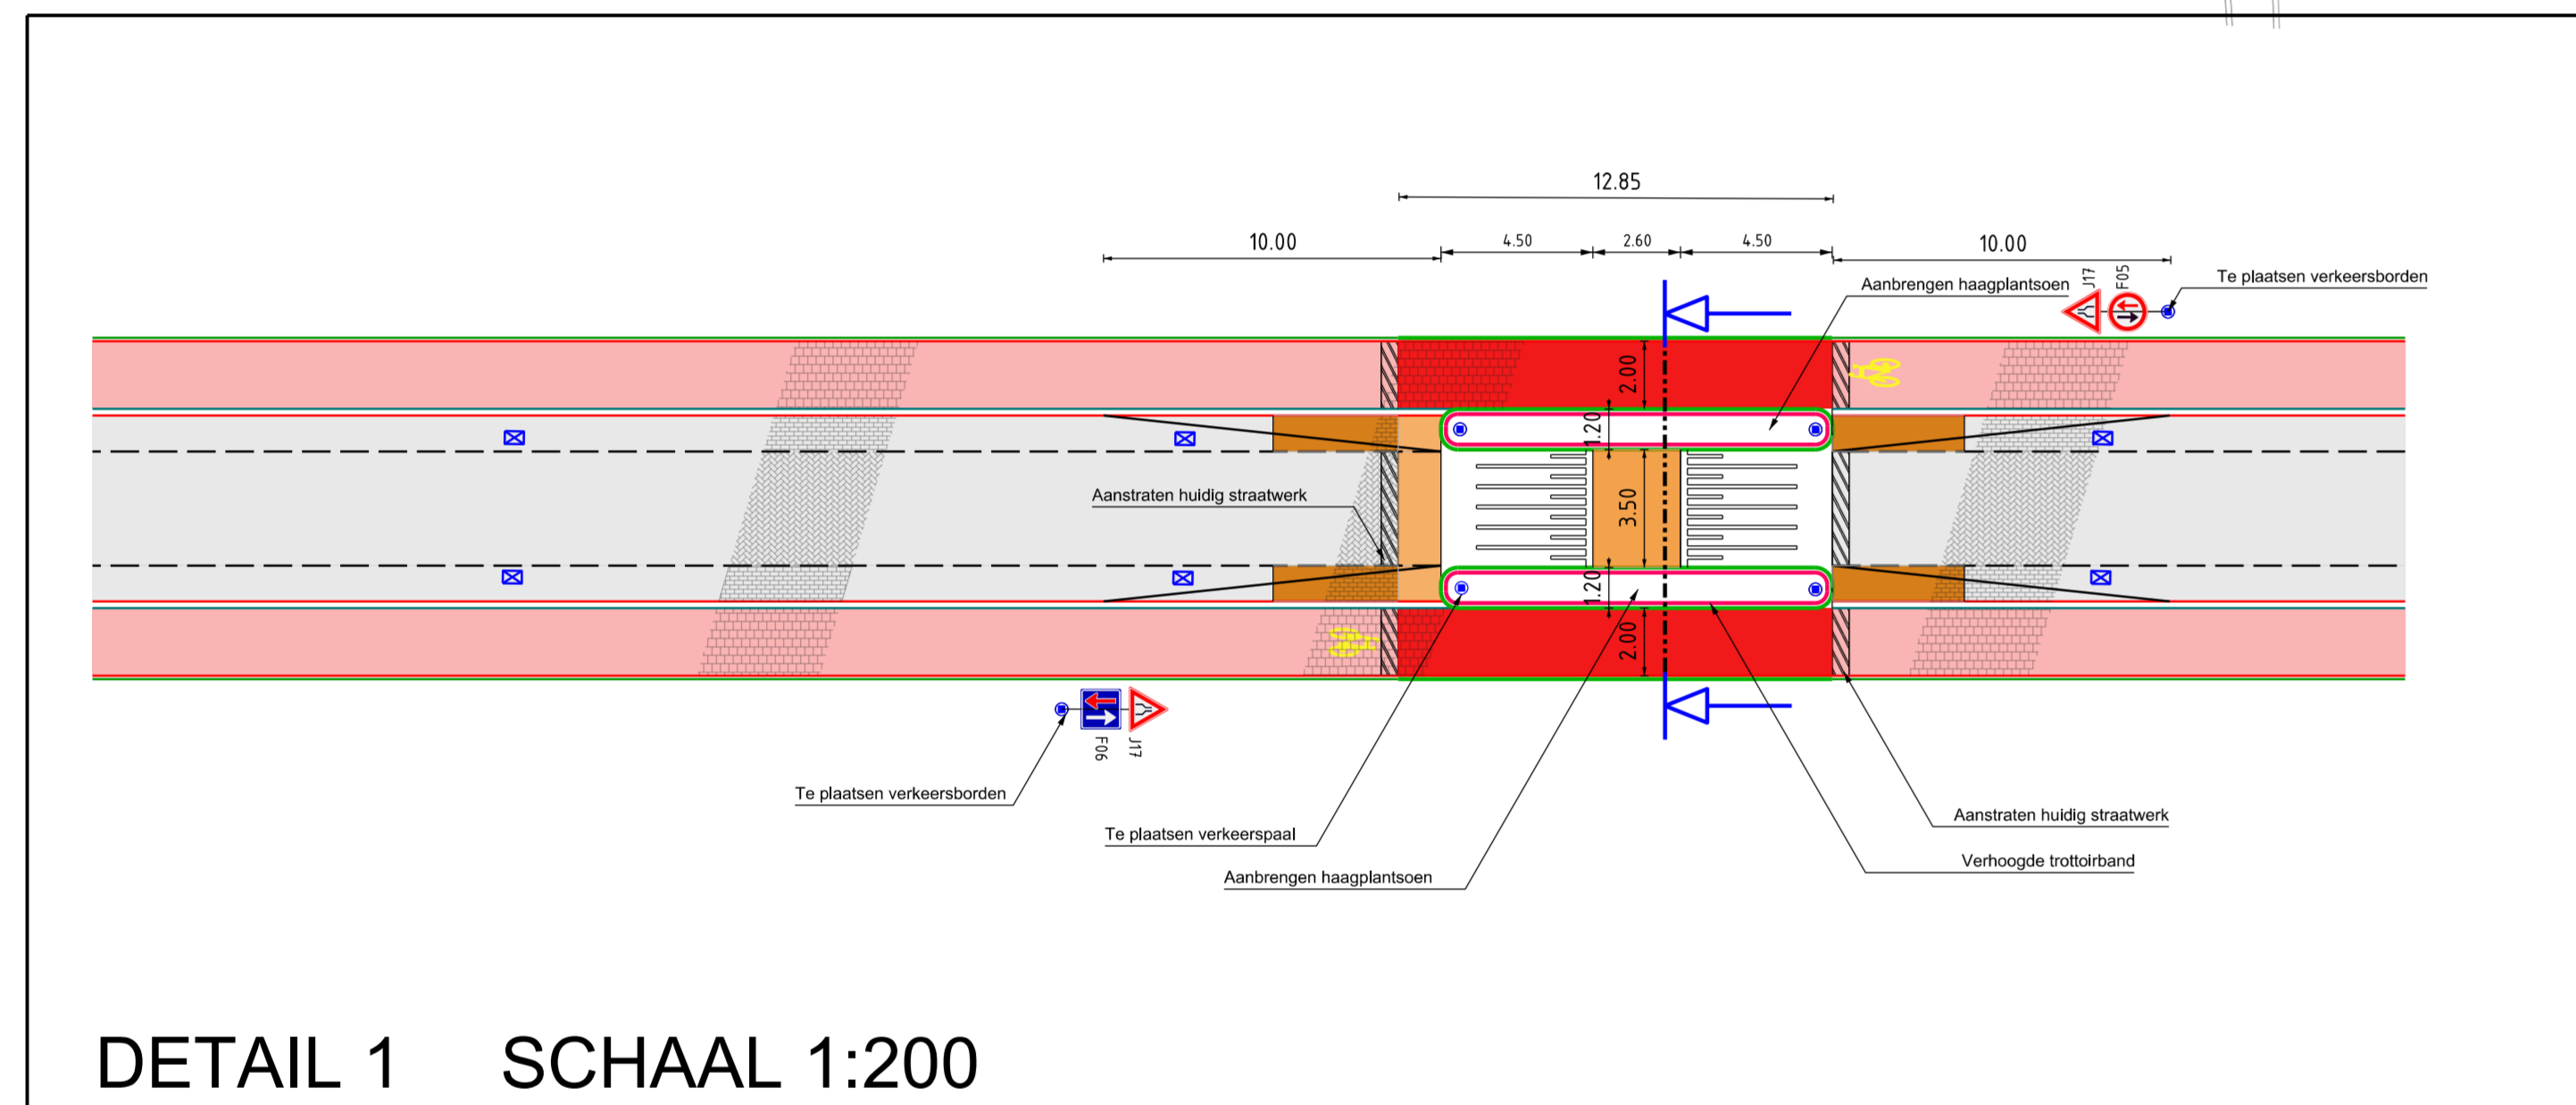 12.85
10.00
4.50
2.60
4.50
10.00
J17
F05
Te plaatsen verkeersborden
Aanbrengen haagplantsoen
2.00
1.20
3.50
1.20
2.00
Aanstraten huidig straatwerk
F06
J17
Te plaatsen verkeersborden
Te plaatsen verkeerspaal
Aanbrengen haagplantsoen
Aanstraten huidig straatwerk
Verhoogde trottoirband
DETAIL 1 SCHAAL 1:200